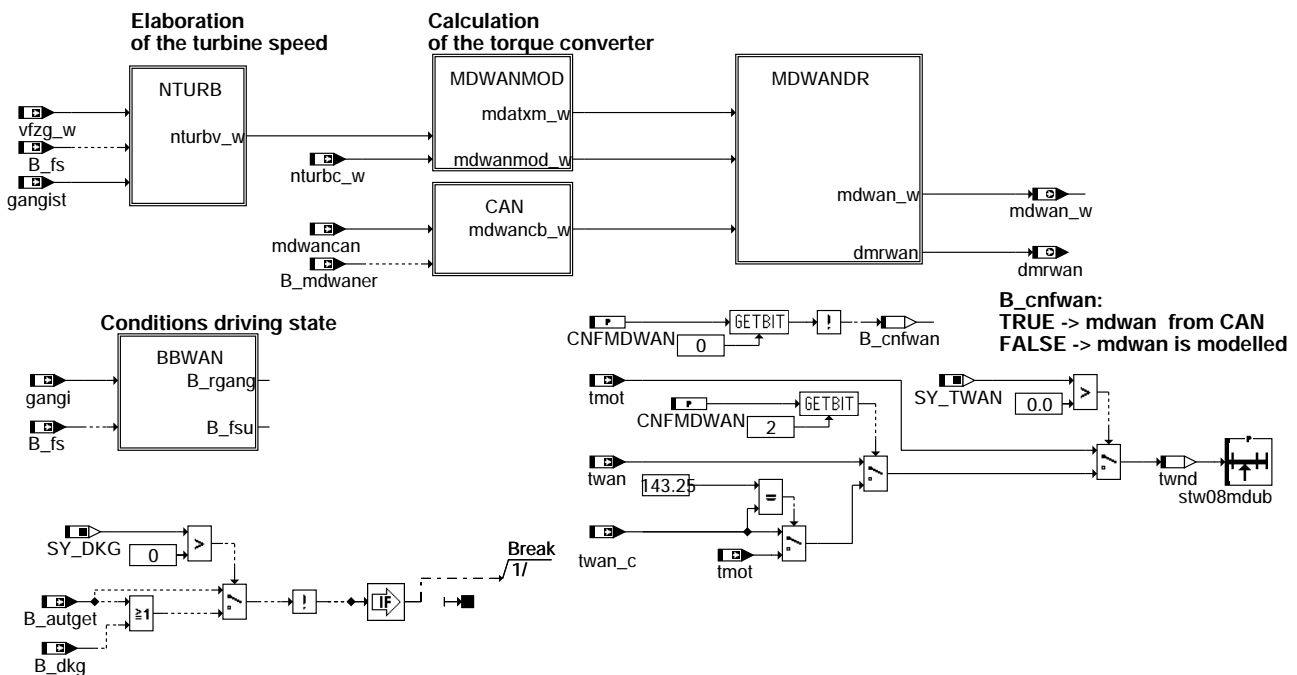 Elaboration
of the turbine speed
Calculation
of the torque converter
NTURB
vfzg_w
B_fs
gangist
nturbv_w
MDWANMOD
mdatxm_w
mdwanmod_w
nturbc_w
CAN
mdwancb_w
mdwancan
B_mdwaner
MDWANDR
mdwan_w
mdwan_w
dmrwan
dmrwan
B_cnfwan:
TRUE -> mdwan from CAN
FALSE -> mdwan is modelled
Conditions driving state
BBWAN
B_rgang
B_fsu
gangi
B_fs
P
CNFMDWAN
0
GETBIT
!
B_cnfwan
tmot
P
CNFMDWAN
2
GETBIT
SY_TWAN
0.0
>
twan
143.25
=
twan_c
tmot
twnd
P
stw08mdub
SY_DKG
0
>
B_autget
≥1
B_dkg
!
IF
Break
1/